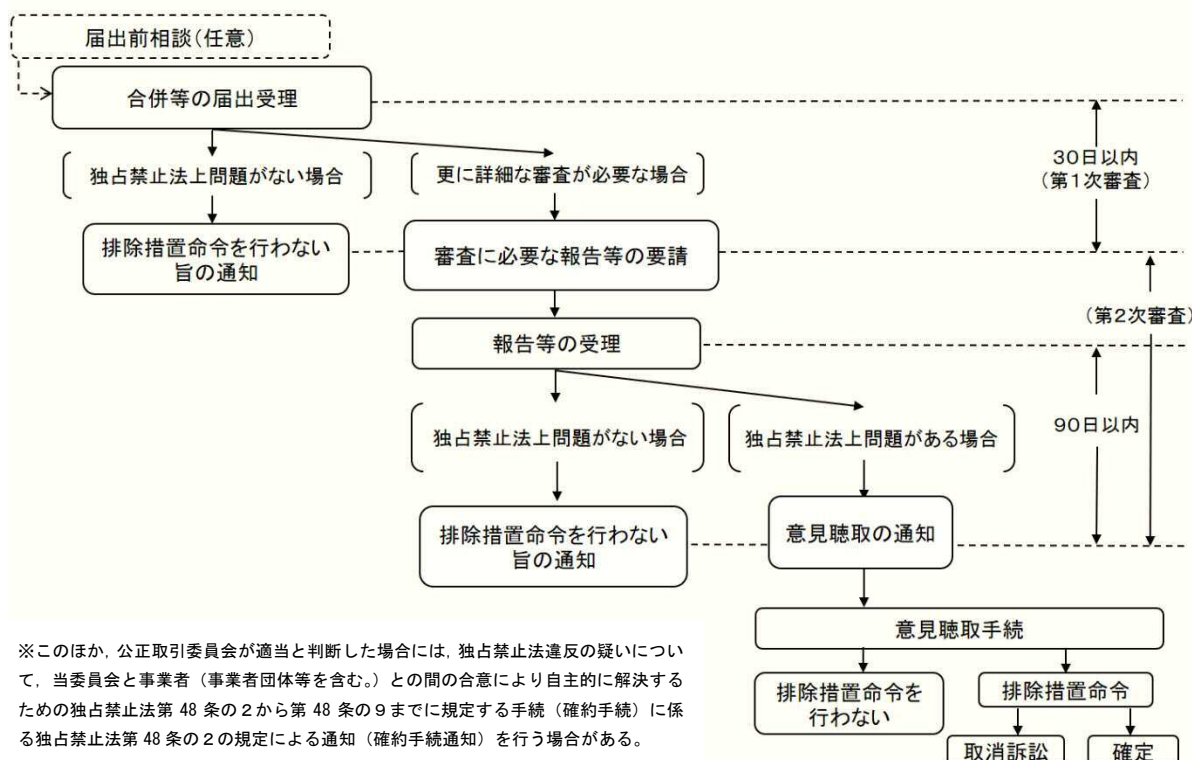 届出前相談（任意）
合併等の届出受理
30日以内
（第1次審査）
独占禁止法上問題がない場合
更に詳細な審査が必要な場合
排除措置命令を行わない
旨の通知
審査に必要な報告等の要請
（第2次審査）
報告等の受理
90日以内
独占禁止法上問題がない場合
独占禁止法上問題がある場合
排除措置命令を行わない
旨の通知
意見聴取の通知
意見聴取手続
排除措置命令を
行わない
排除措置命令
取消訴訟
確定
※このほか，公正取引委員会が適当と判断した場合には，独占禁止法違反の疑いについ
て，当委員会と事業者（事業者団体等を含む。）との間の合意により自主的に解決する
ための独占禁止法第 48 条の２から第 48 条の９までに規定する手続（確約手続）に係
る独占禁止法第 48 条の２の規定による通知（確約手続通知）を行う場合がある。